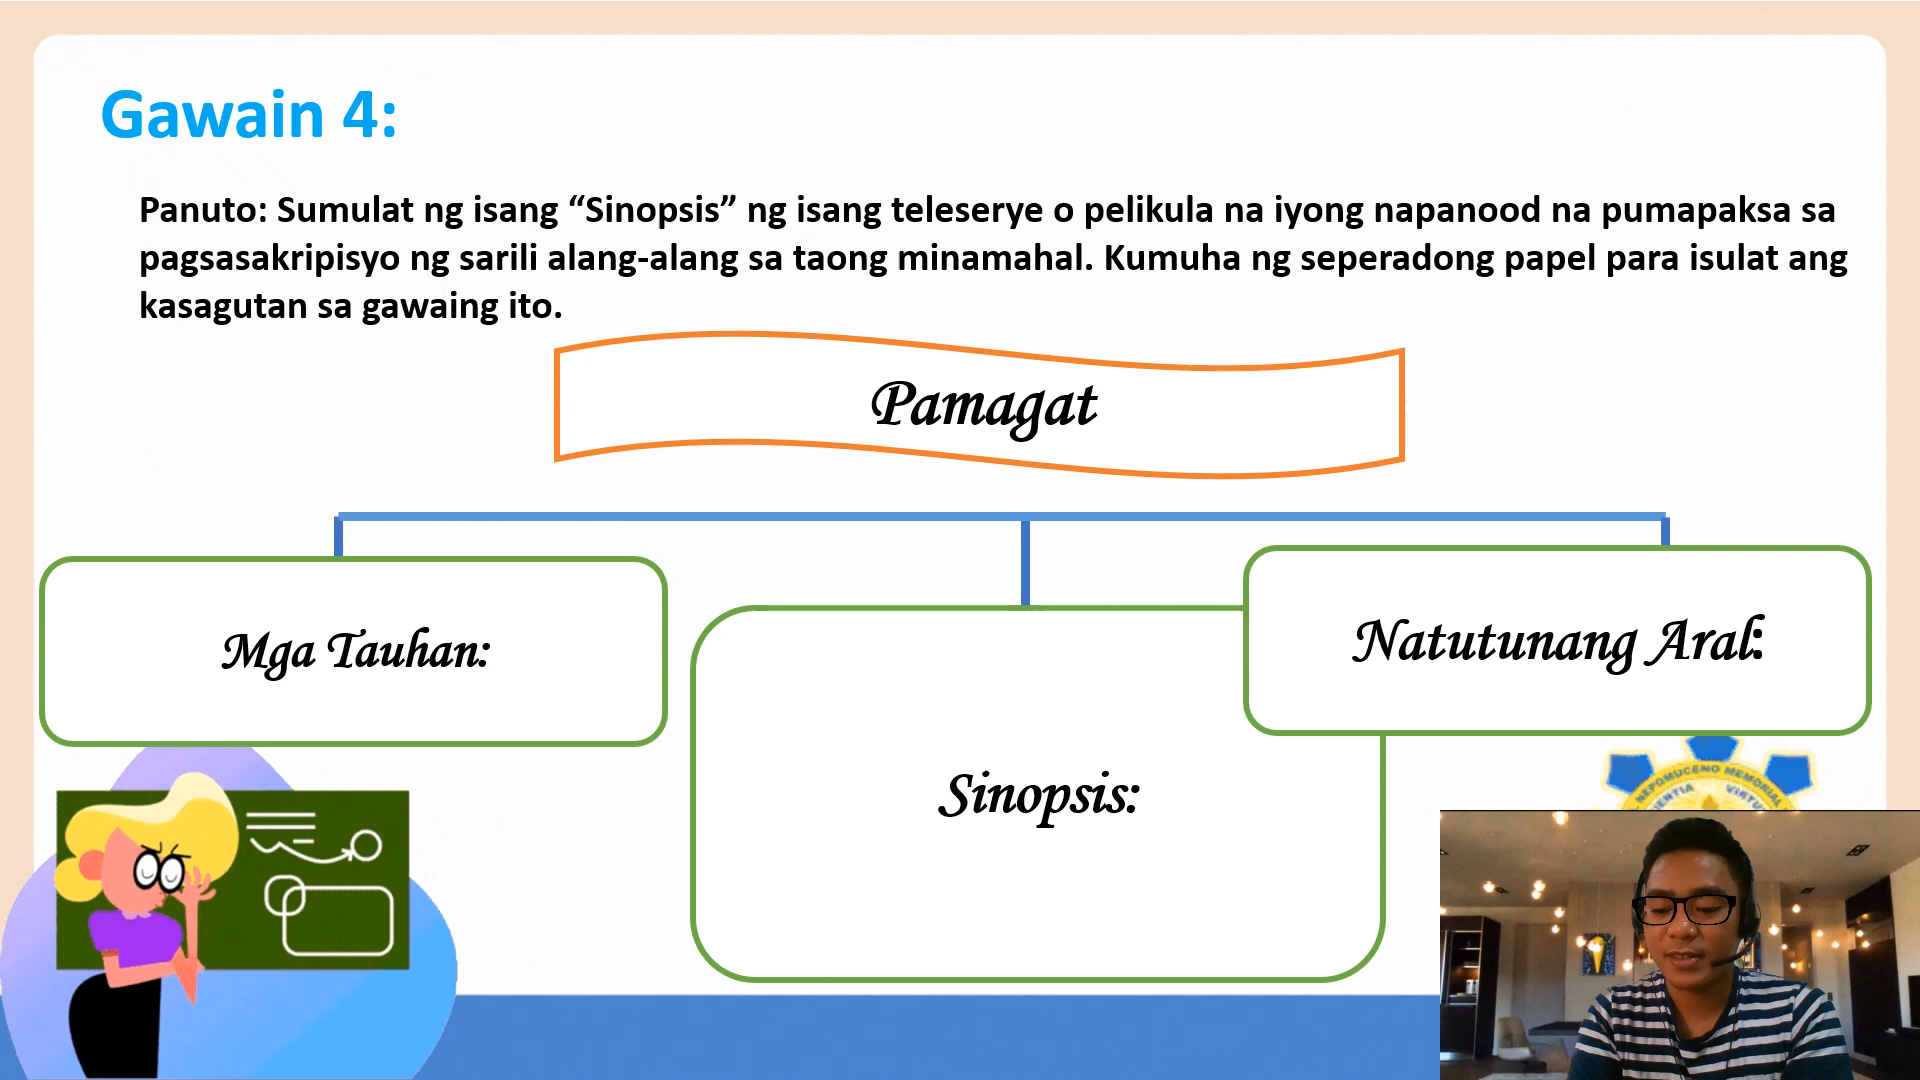 Gawain 4:
Panuto: Sumulat ng isang “Sinopsis” ng isang teleserye o pelikula na iyong napanood na pumapaksa sa
pagsasakripisyo ng sarili alang-alang sa taong minamahal. Kumuha ng seperadong papel para isulat ang
kasagutan sa gawaing ito.
Pamagat
Mga Tauhan:
Sinopsis:
Natutunang Aral:
NEPOMUCENO MEMORIAL